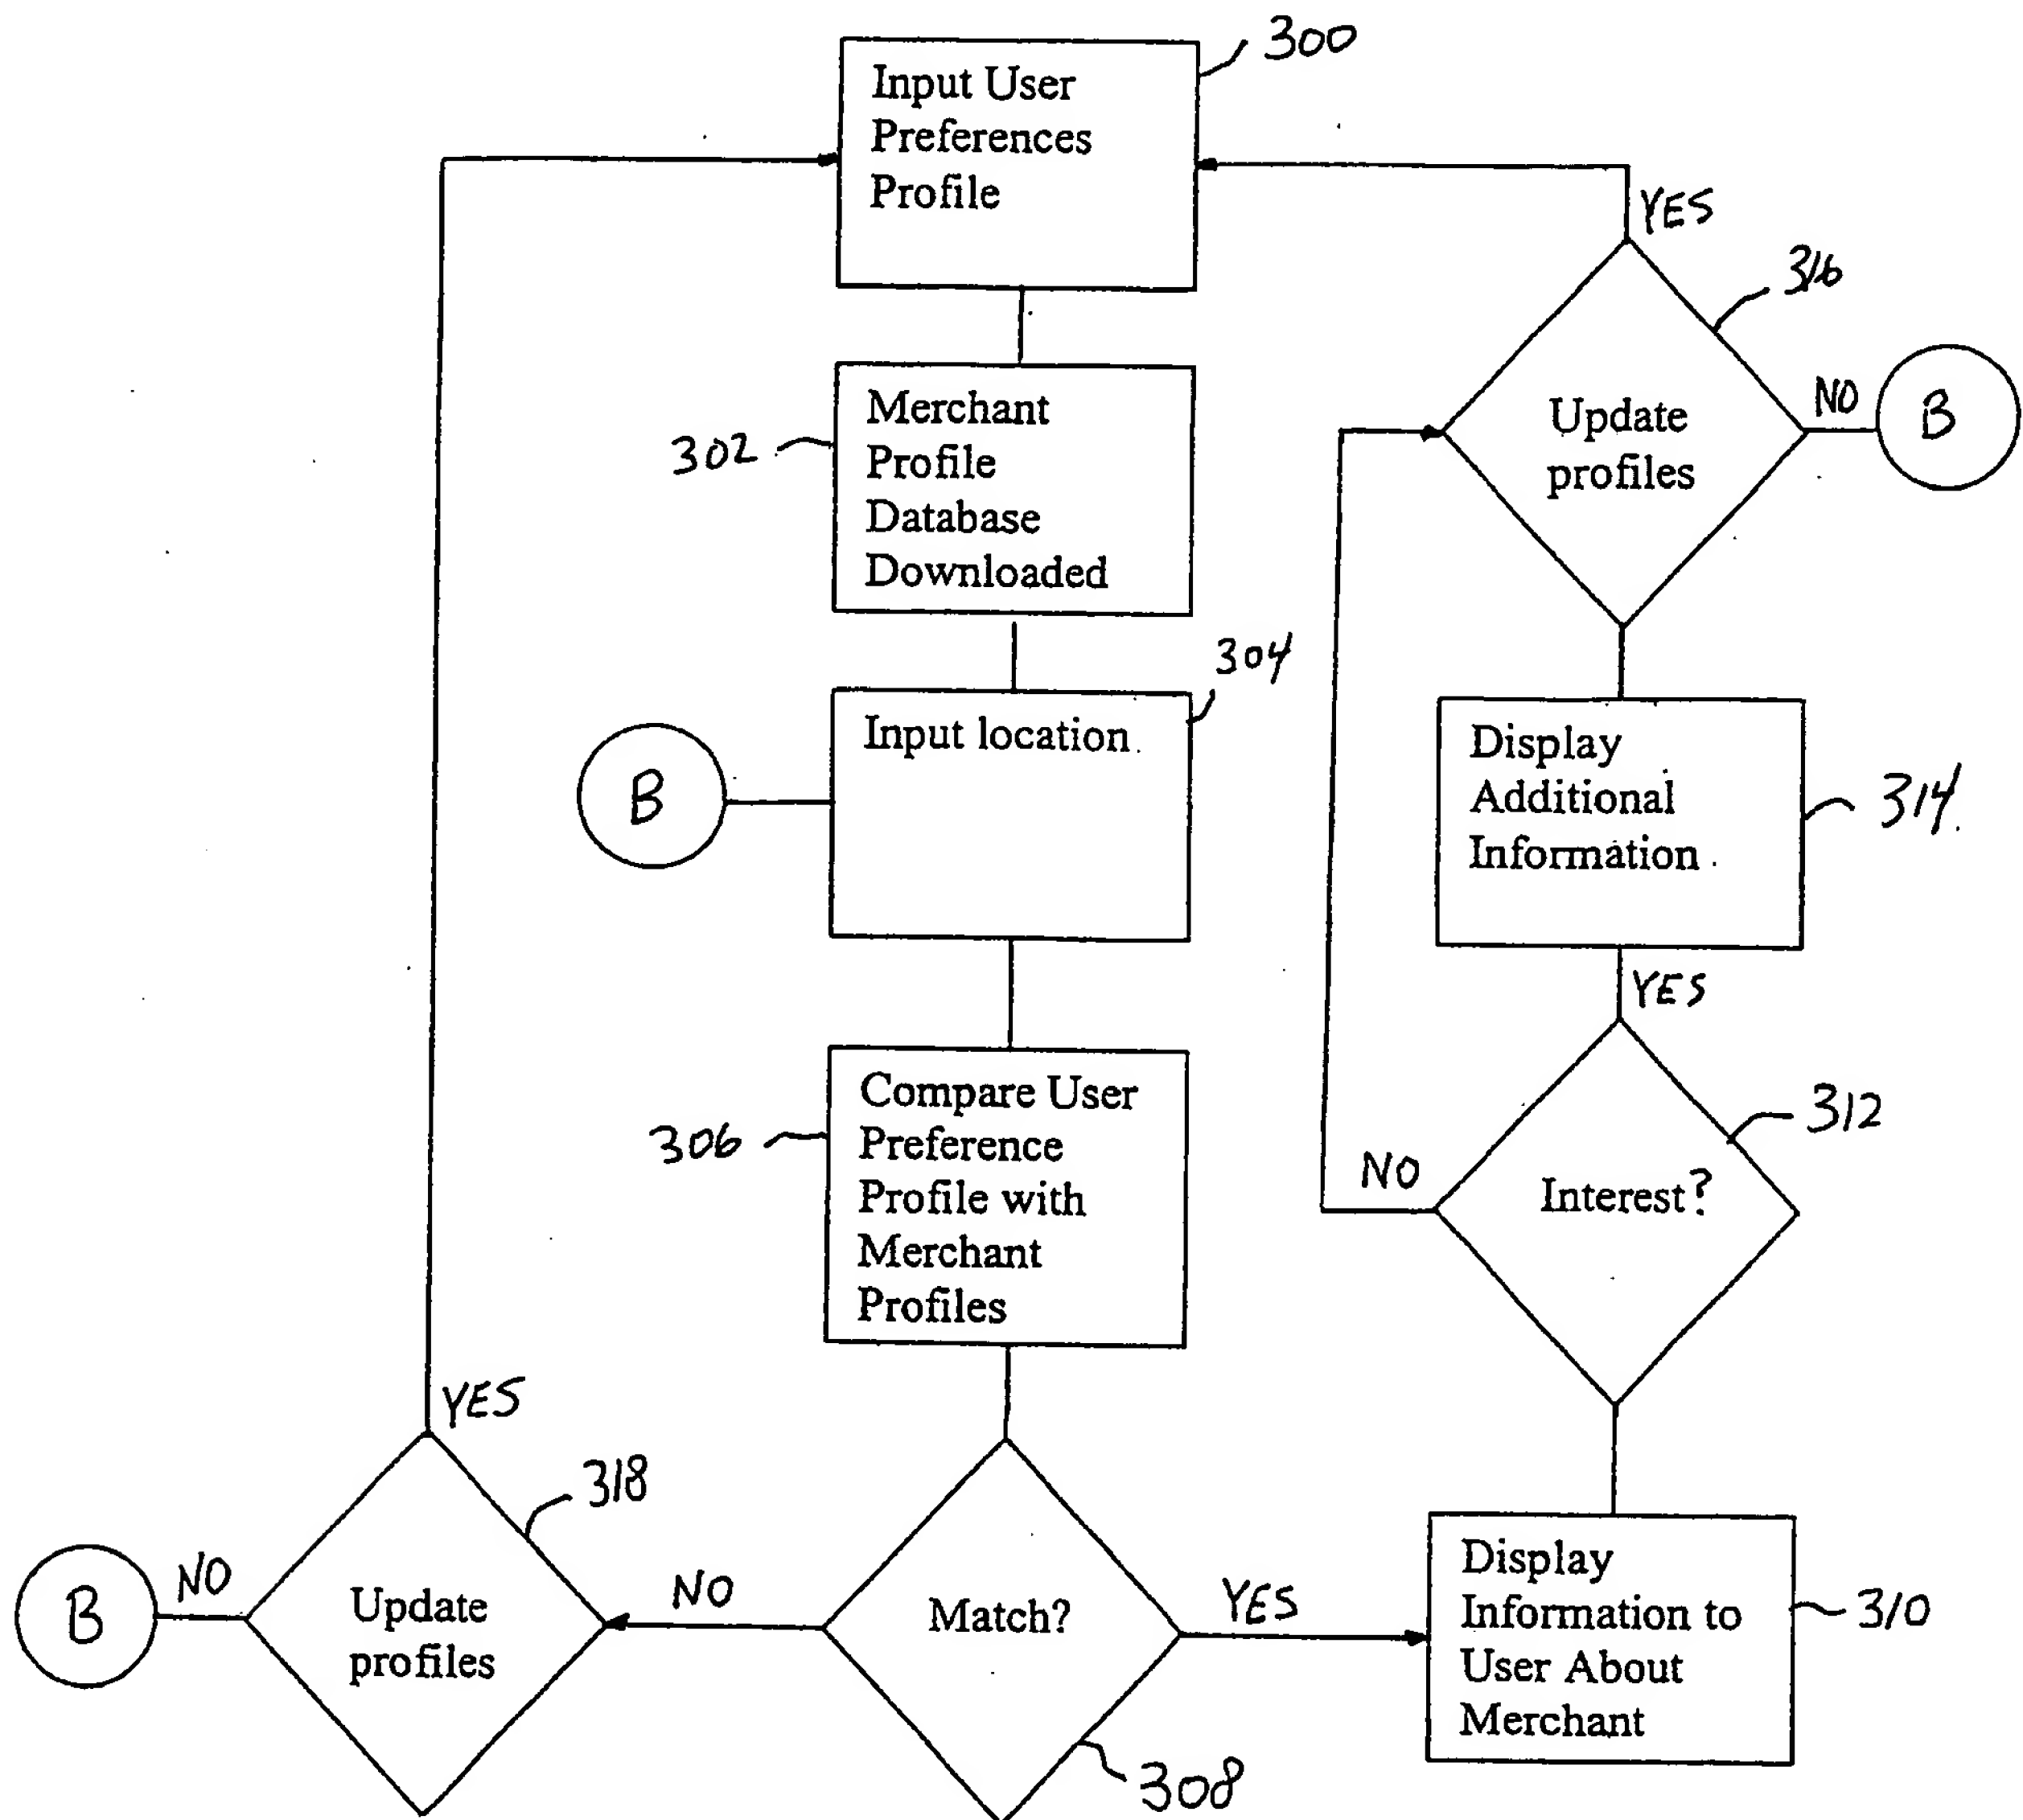 300
Input User
Preferences
Profile
YES
316
Update
profiles
NO
B
302
Merchant
Profile
Database
Downloaded
304
Input location
B
Display
Additional
Information
314
YES
306
Compare User
Preference
Profile with
Merchant
Profiles
312
NO
Interest?
YES
318
B
NO
Update
profiles
NO
Match?
YES
308
Display
Information to
User About
Merchant
310